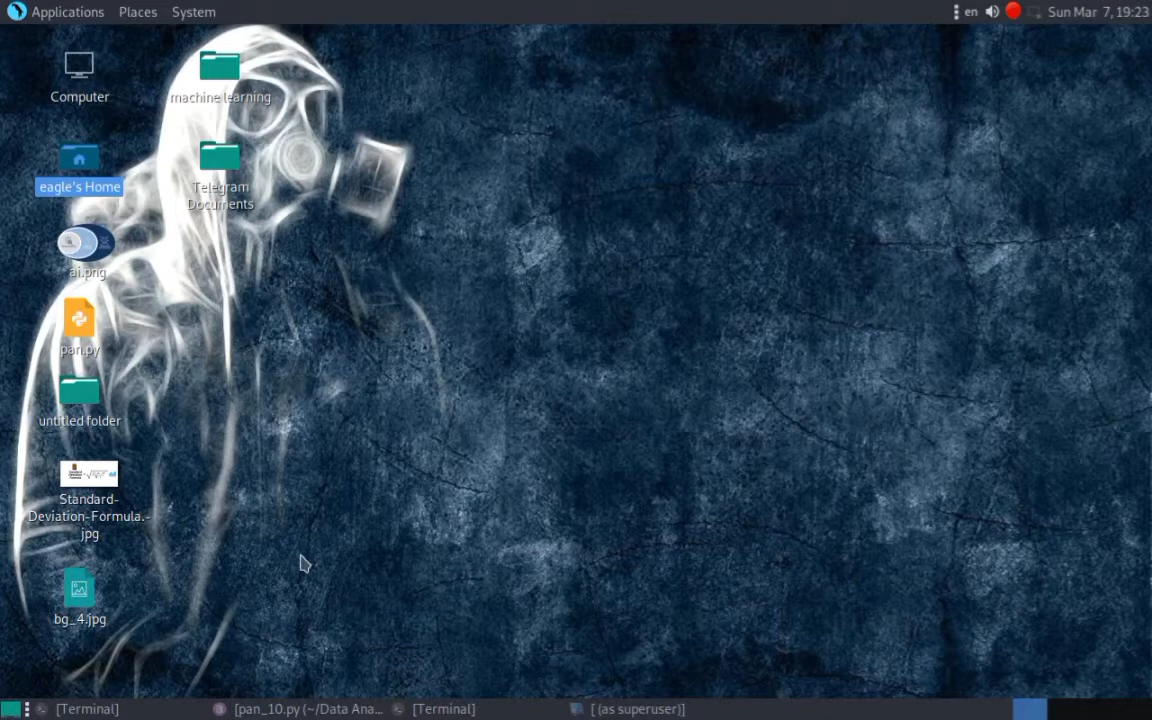 Applications Places System
en Sun Mar 7, 19:23
Computer
machine learning
eagle's Home
Telegram
Documents
ai.png
pan.py
untitled folder
Standard-
Deviation-Formula.-
jpg
bg_4.jpg
[Terminal] [pan_10.py (~/Data Ana... [Terminal] [ (as superuser)]